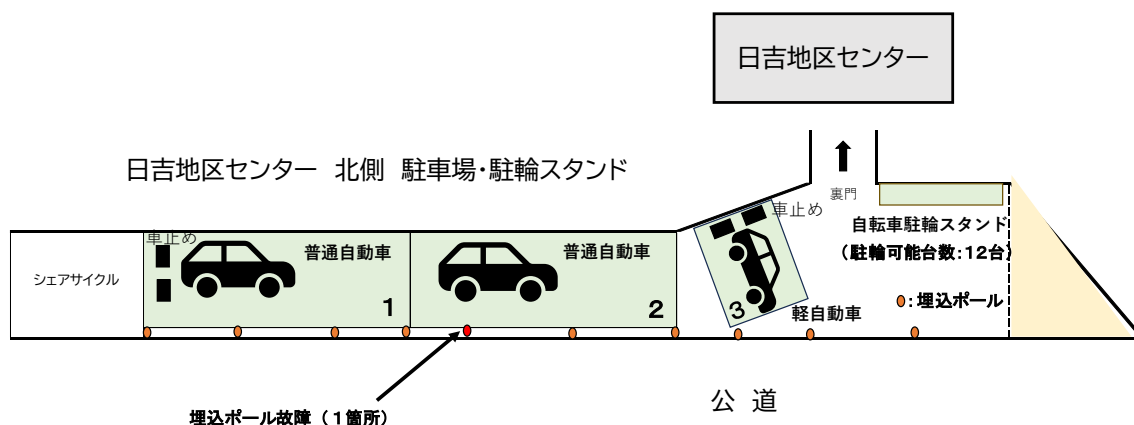 日吉地区センター
日吉地区センター 北側 駐車場・駐輪スタンド
裏門
車止め
車止め
自転車駐輪スタンド
(駐輪可能台数:12台)
シェアサイクル
普通自動車
1
普通自動車
2
3
軽自動車
:埋込ポール
埋込ポール故障(1箇所)
公 道